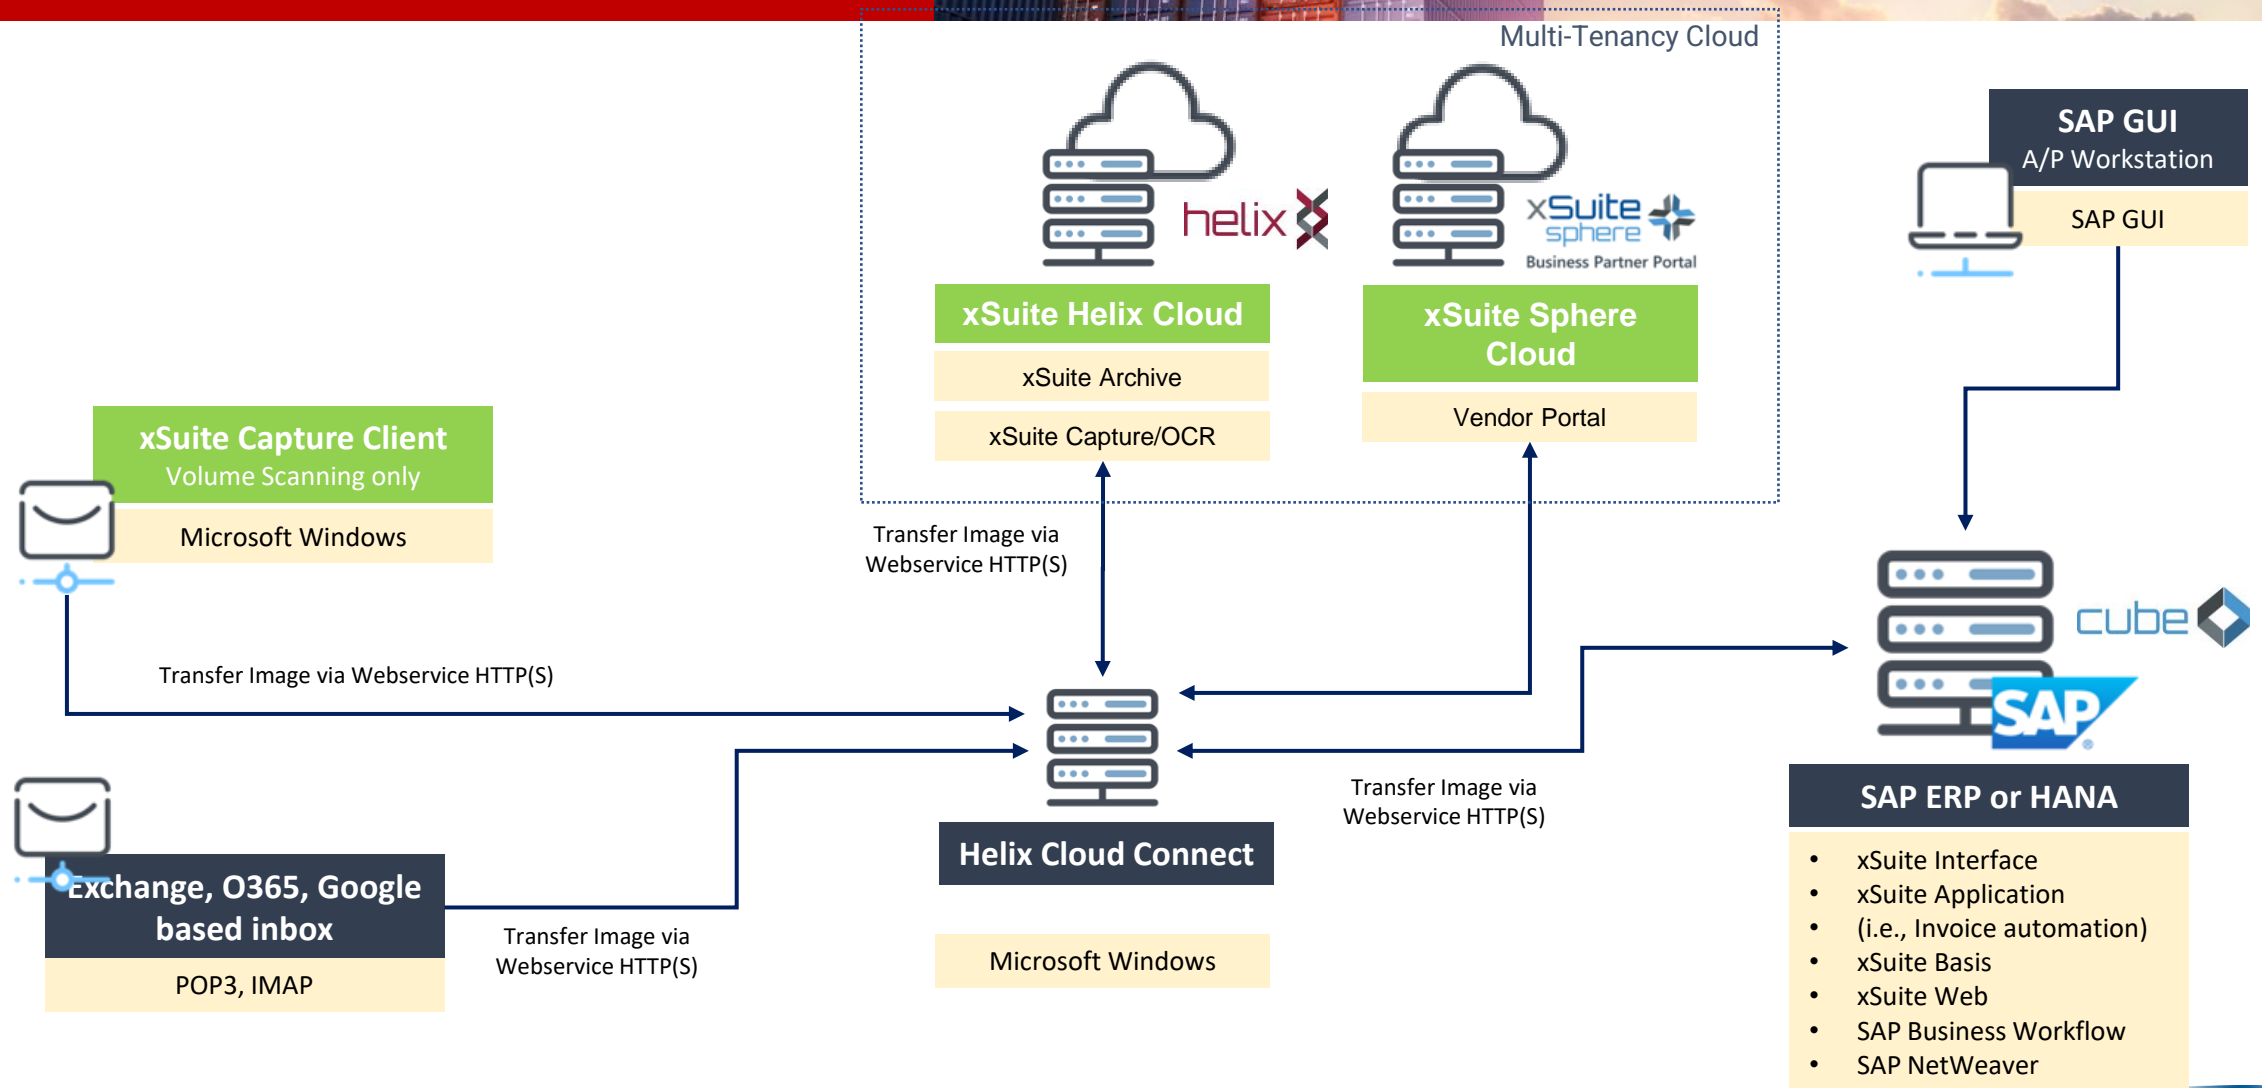 Multi-Tenancy Cloud
helix
xSuite
sphere
Business Partner Portal
xSuite Helix Cloud
xSuite Archive
xSuite Capture/OCR
xSuite Sphere
Cloud
Vendor Portal
SAP GUI
A/P Workstation
SAP GUI
xSuite Capture Client
Volume Scanning only
Microsoft Windows
Transfer Image via
Webservice HTTP(S)
Transfer Image via Webservice HTTP(S)
cube
SAP
®
Exchange, O365, Google
based inbox
POP3, IMAP
Transfer Image via
Webservice HTTP(S)
Helix Cloud Connect
Microsoft Windows
Transfer Image via
Webservice HTTP(S)
SAP ERP or HANA
• xSuite Interface
• xSuite Application
• (i.e., Invoice automation)
• xSuite Basis
• xSuite Web
• SAP Business Workflow
• SAP NetWeaver